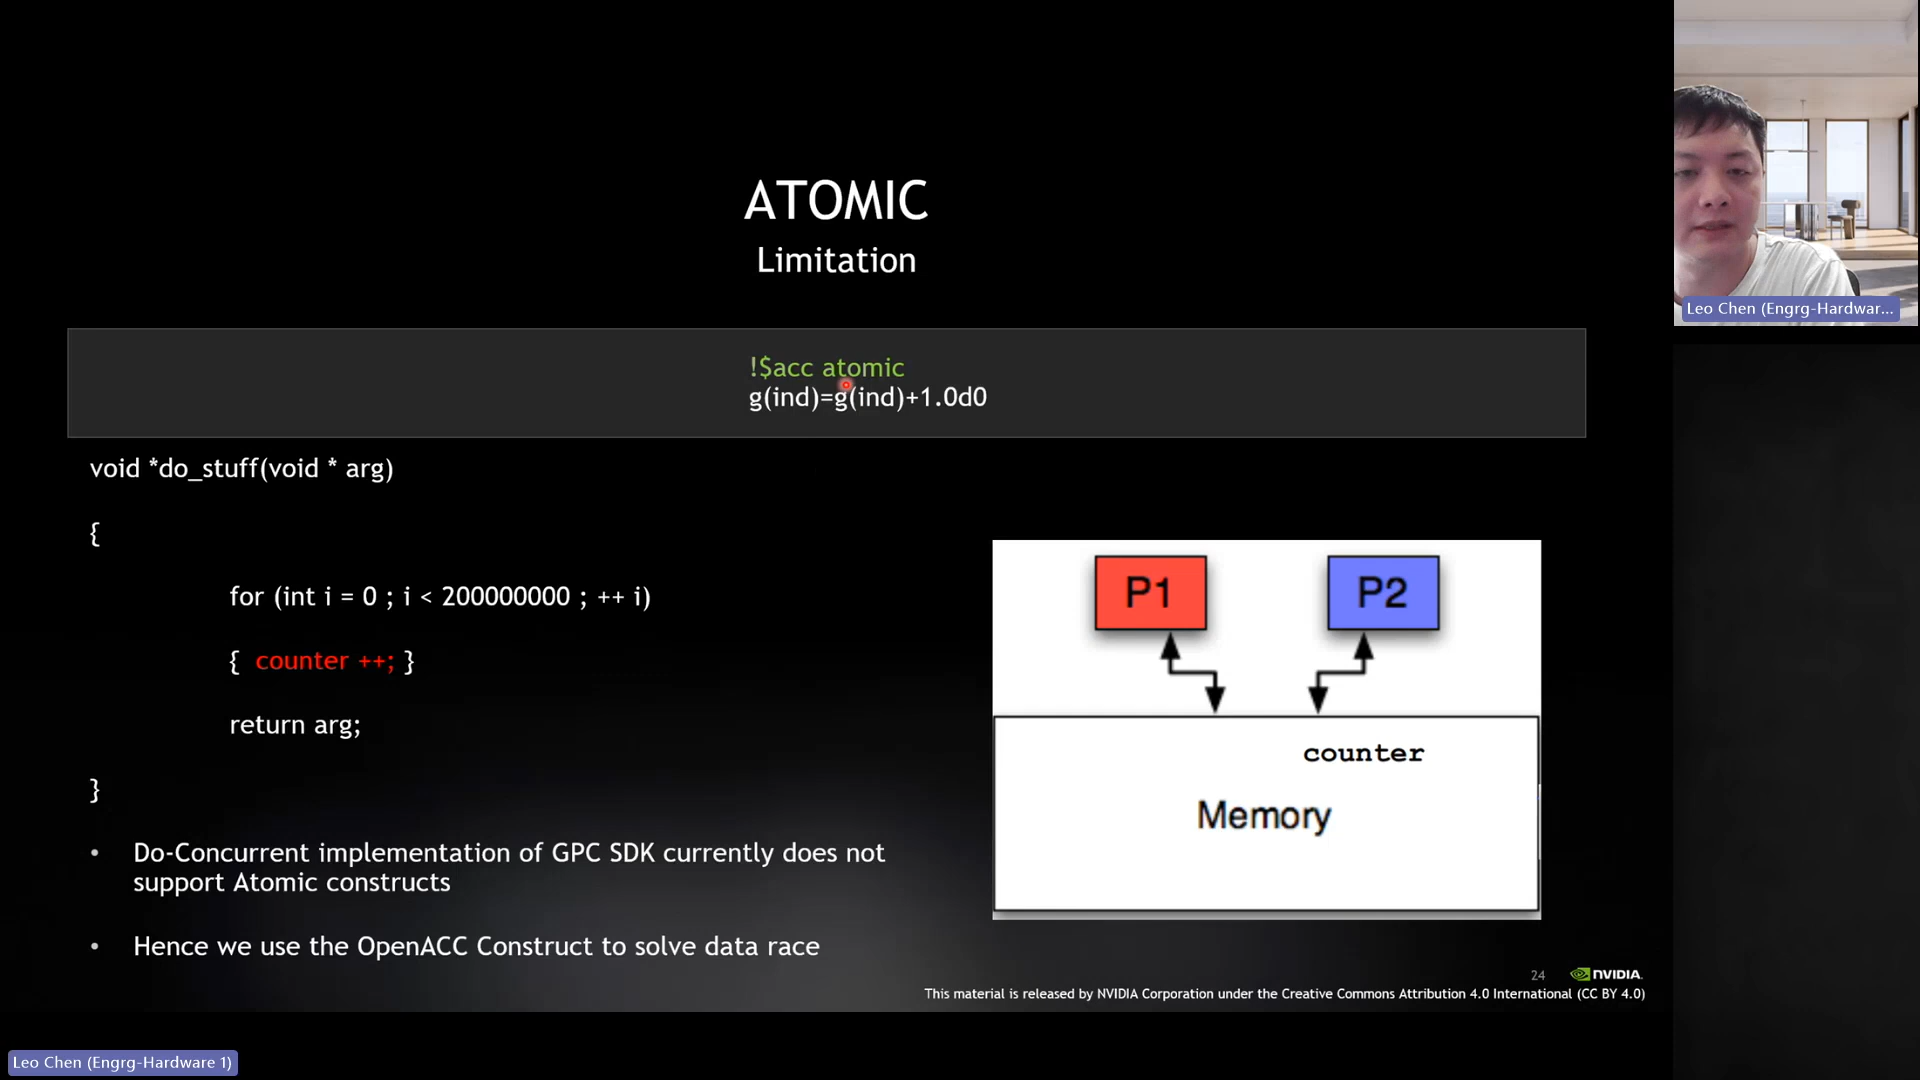 ATOMIC
Limitation
!$acc atomic
g(ind)=g(ind)+1.0d0
void *do_stuff(void * arg)
{
for (int i = 0 ; i < 200000000 ; ++ i)
{ counter ++; }
return arg;
}
• Do-Concurrent implementation of GPC SDK currently does not
support Atomic constructs
• Hence we use the OpenACC Construct to solve data race
P1
P2
counter
Memory
24
NVIDIA.
This material is released by NVIDIA Corporation under the Creative Commons Attribution 4.0 International (CC BY 4.0)
Leo Chen (Engrg-Hardwar...
Leo Chen (Engrg-Hardware 1)